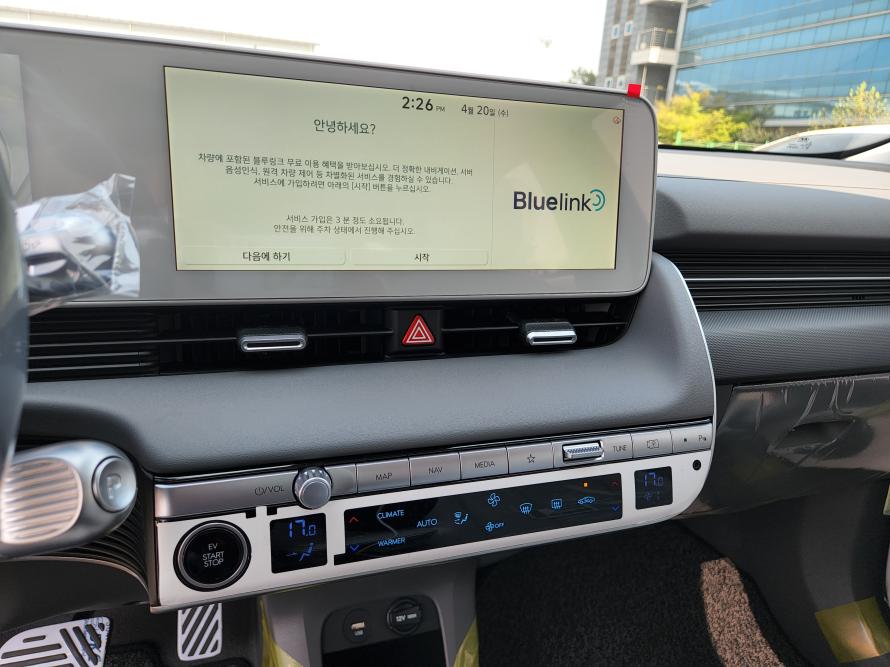 2:26 PM 4월 20일 (수)
안녕하세요?
차량에 포함된 블루링크 무료 이용 혜택을 받아보십시오. 더 정확한 내비게이션, 서버
음성인식, 원격 차량 제어 등 차별화된 서비스를 경험하실 수 있습니다.
서비스에 가입하려면 아래의 [시작] 버튼을 누르십시오.
Bluelink
서비스 가입은 3 분 정도 소요됩니다.
안전을 위해 주차 상태에서 진행해 주십시오.
다음에 하기 시작
/VOL MAP NAV MEDIA ☆ TUNE
EV
START
STOP
17.0
CLIMATE
AUTO
WARMER
OFF
17.0
P
USB
12V